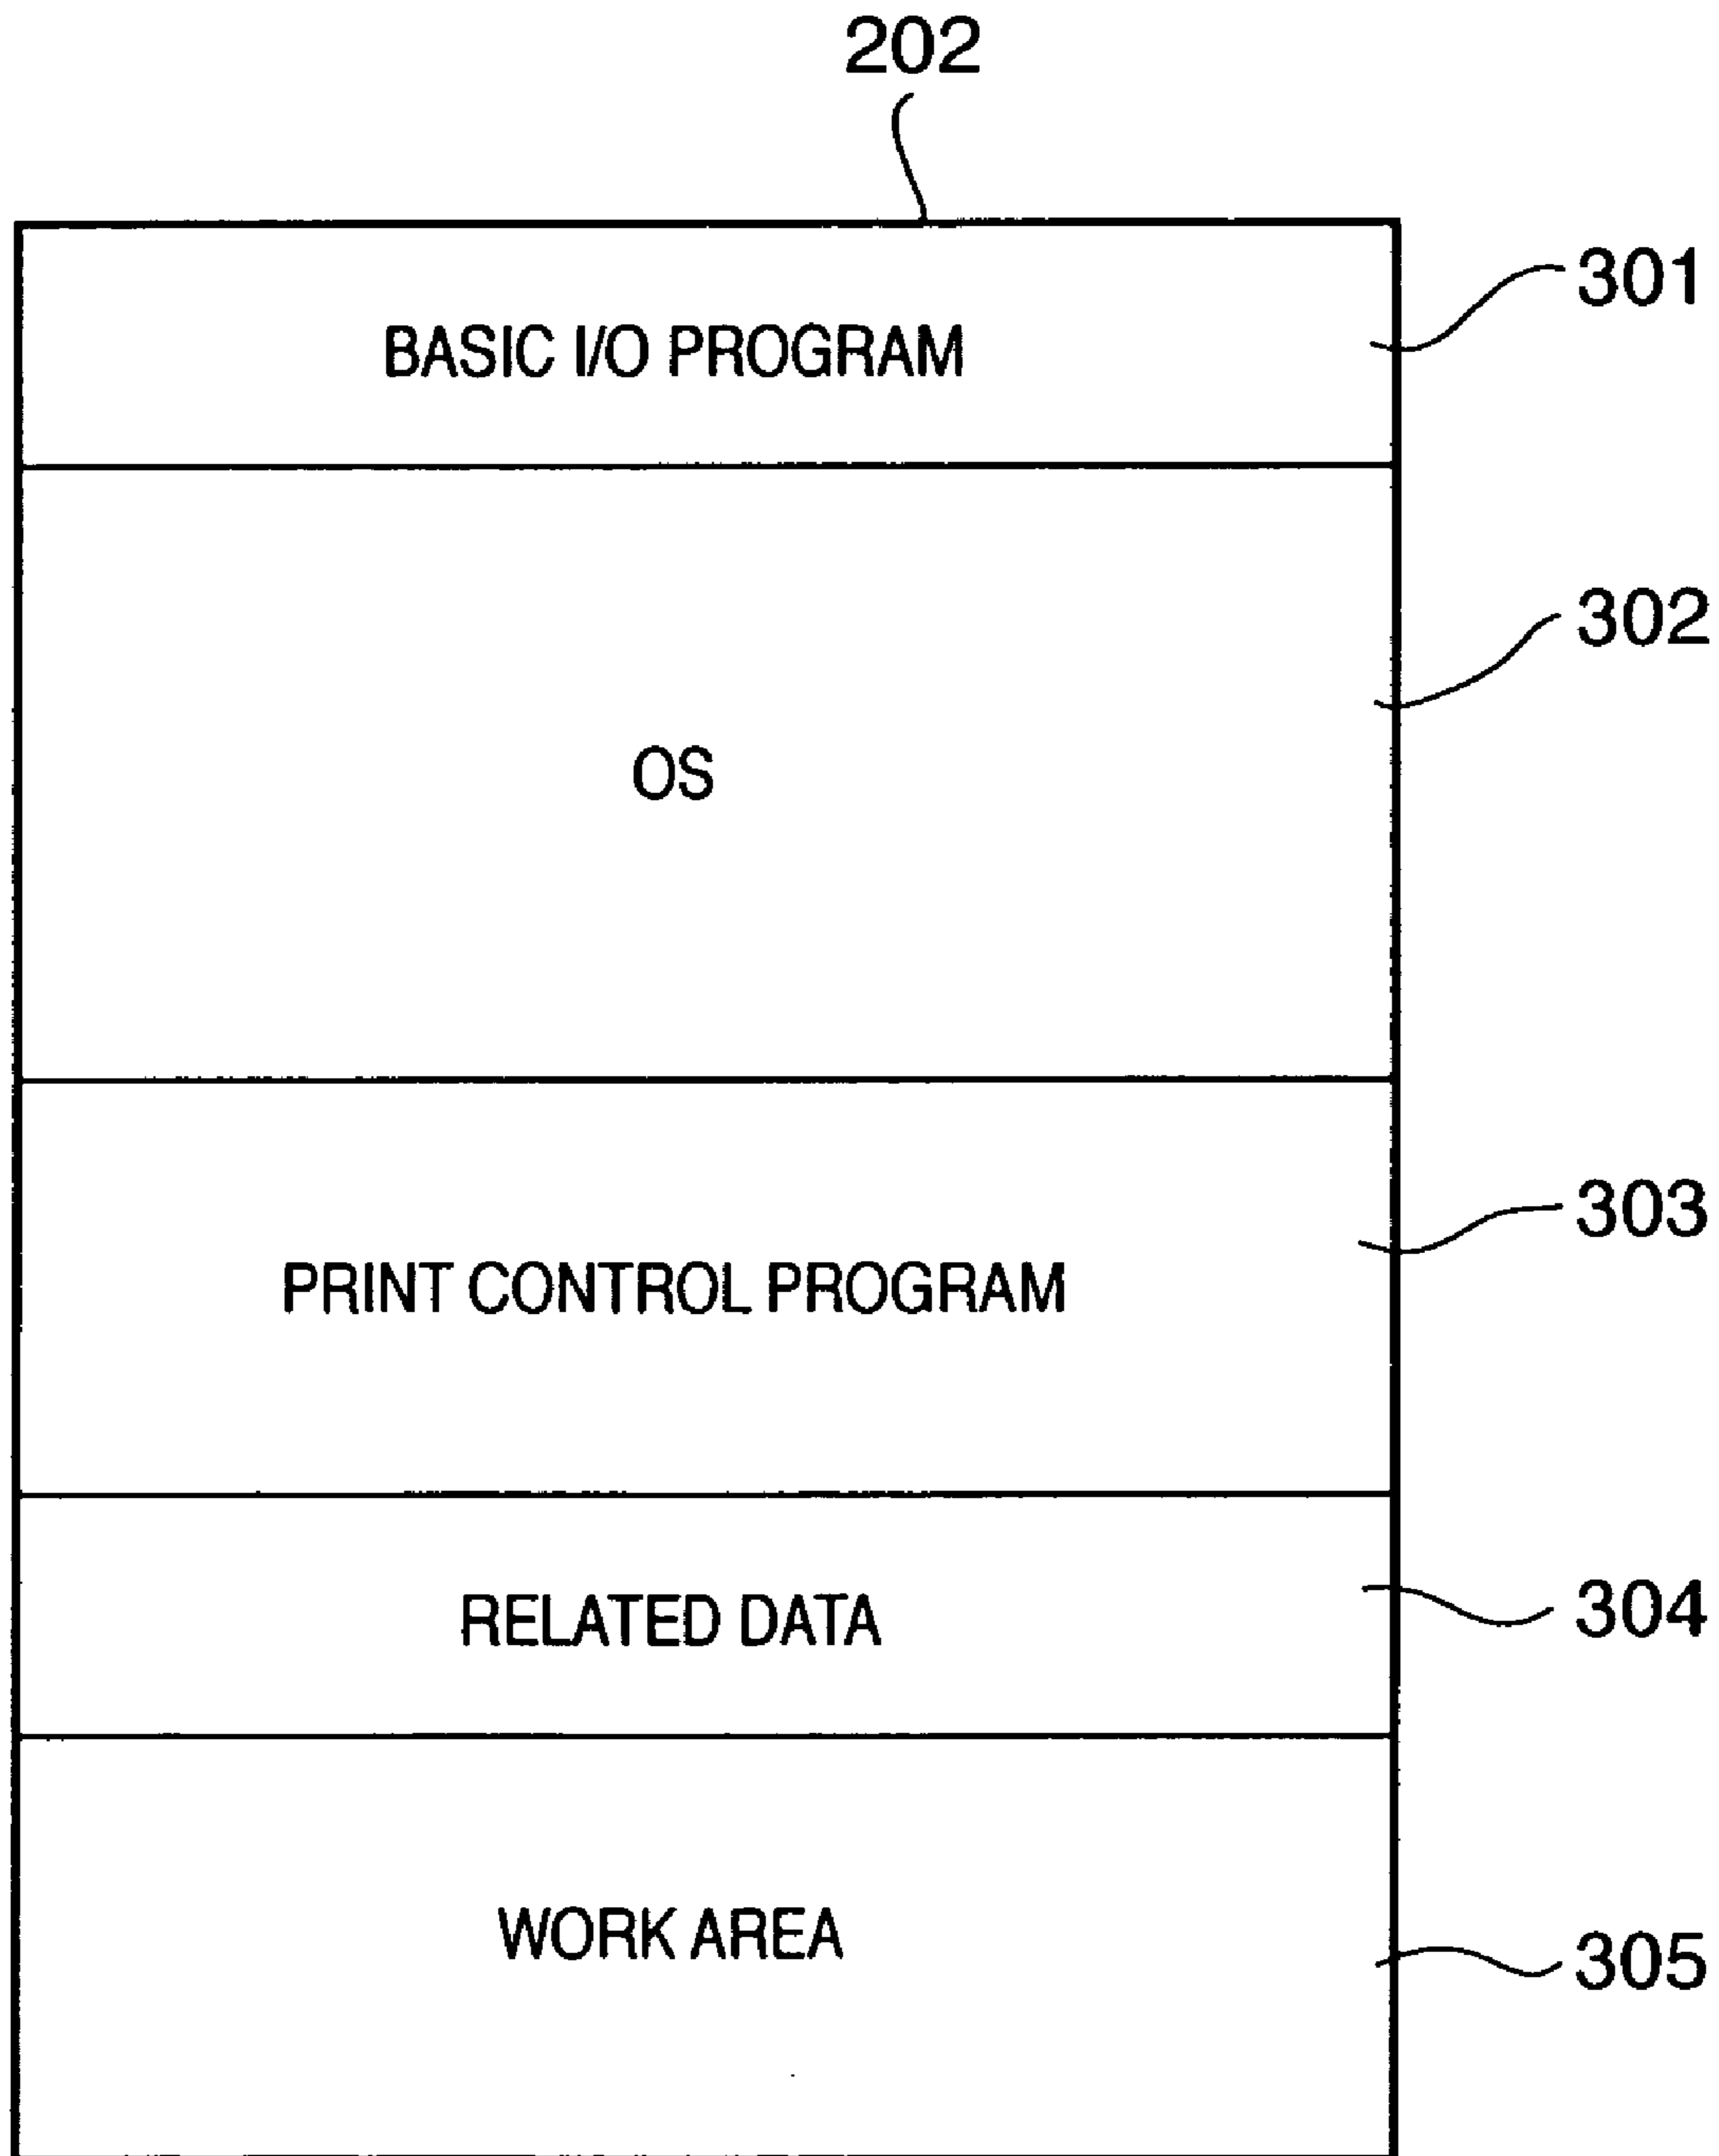 202
BASIC I/O PROGRAM
301
OS
302
PRINT CONTROL PROGRAM
303
RELATED DATA
304
WORK AREA
305